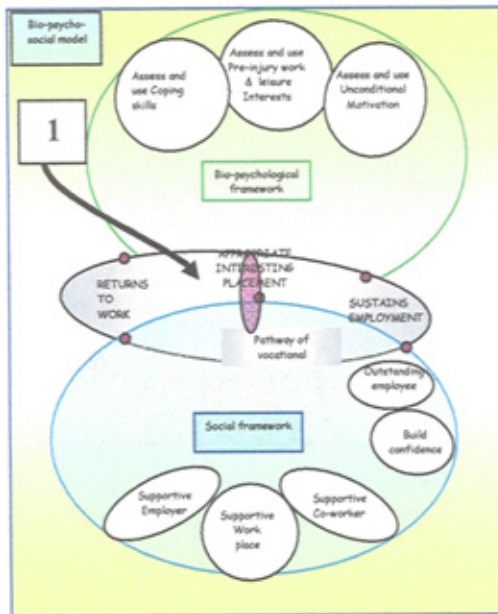 Bio-psycho-
social model
Assess and
use Coping
skills
Assess and use
Pre-injury work
& leisure
Interests
Assess and use
Unconditional
Motivation
1
Bio-psychological
framework
APPROPRIATE
INTERESTING
PLACEMENT
RETURNS
TO
WORK
SUSTAINS
EMPLOYMENT
Pathway of
vocational
Outstanding
employee
Build
confidence
Social framework
Supportive
Employer
Supportive
Work
place
Supportive
Co-worker